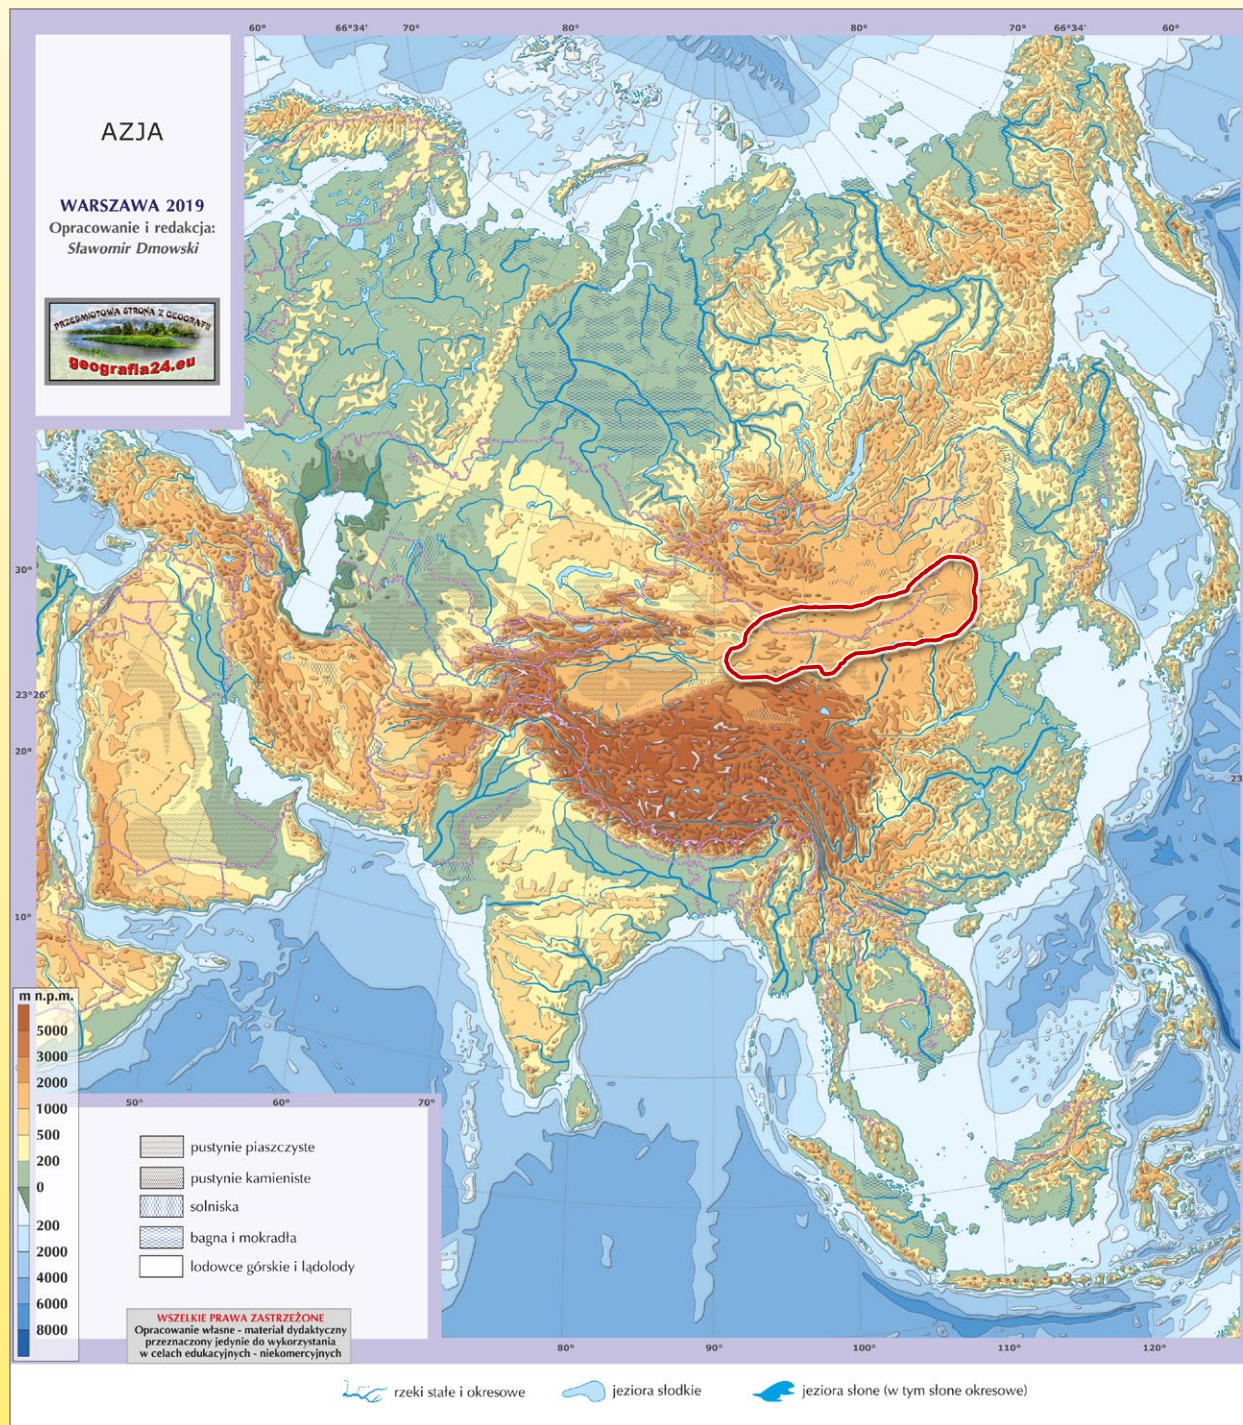 60° 66°34' 70° 80° 80° 70° 66°34' 60°
AZJA
WARSZAWA 2019
Opracowanie i redakcja:
Sławomir Dmowski
PRZEDMIOTOWA STRONA Z GEOGRAFII
geografia24.eu
30°
23°26'
20°
23
10°
m n.p.m.
5000
3000
2000
1000
500
200
0
200
2000
4000
6000
8000
50° 60° 70°
pustynie piaszczyste
pustynie kamieniste
soliska
bagna i mokradła
lodowce górskie i lądolody
WSZELKIE PRAWA ZASTRZEŻONE
Opracowanie własne - materiał dydaktyczny
przeznaczony jedynie do wykorzystania
w celach edukacyjnych - niekomercyjnych
80° 90° 100° 110° 120°
rzeki stałe i okresowe
jeziora słodkie
jeziora słone (w tym słone okresowe)